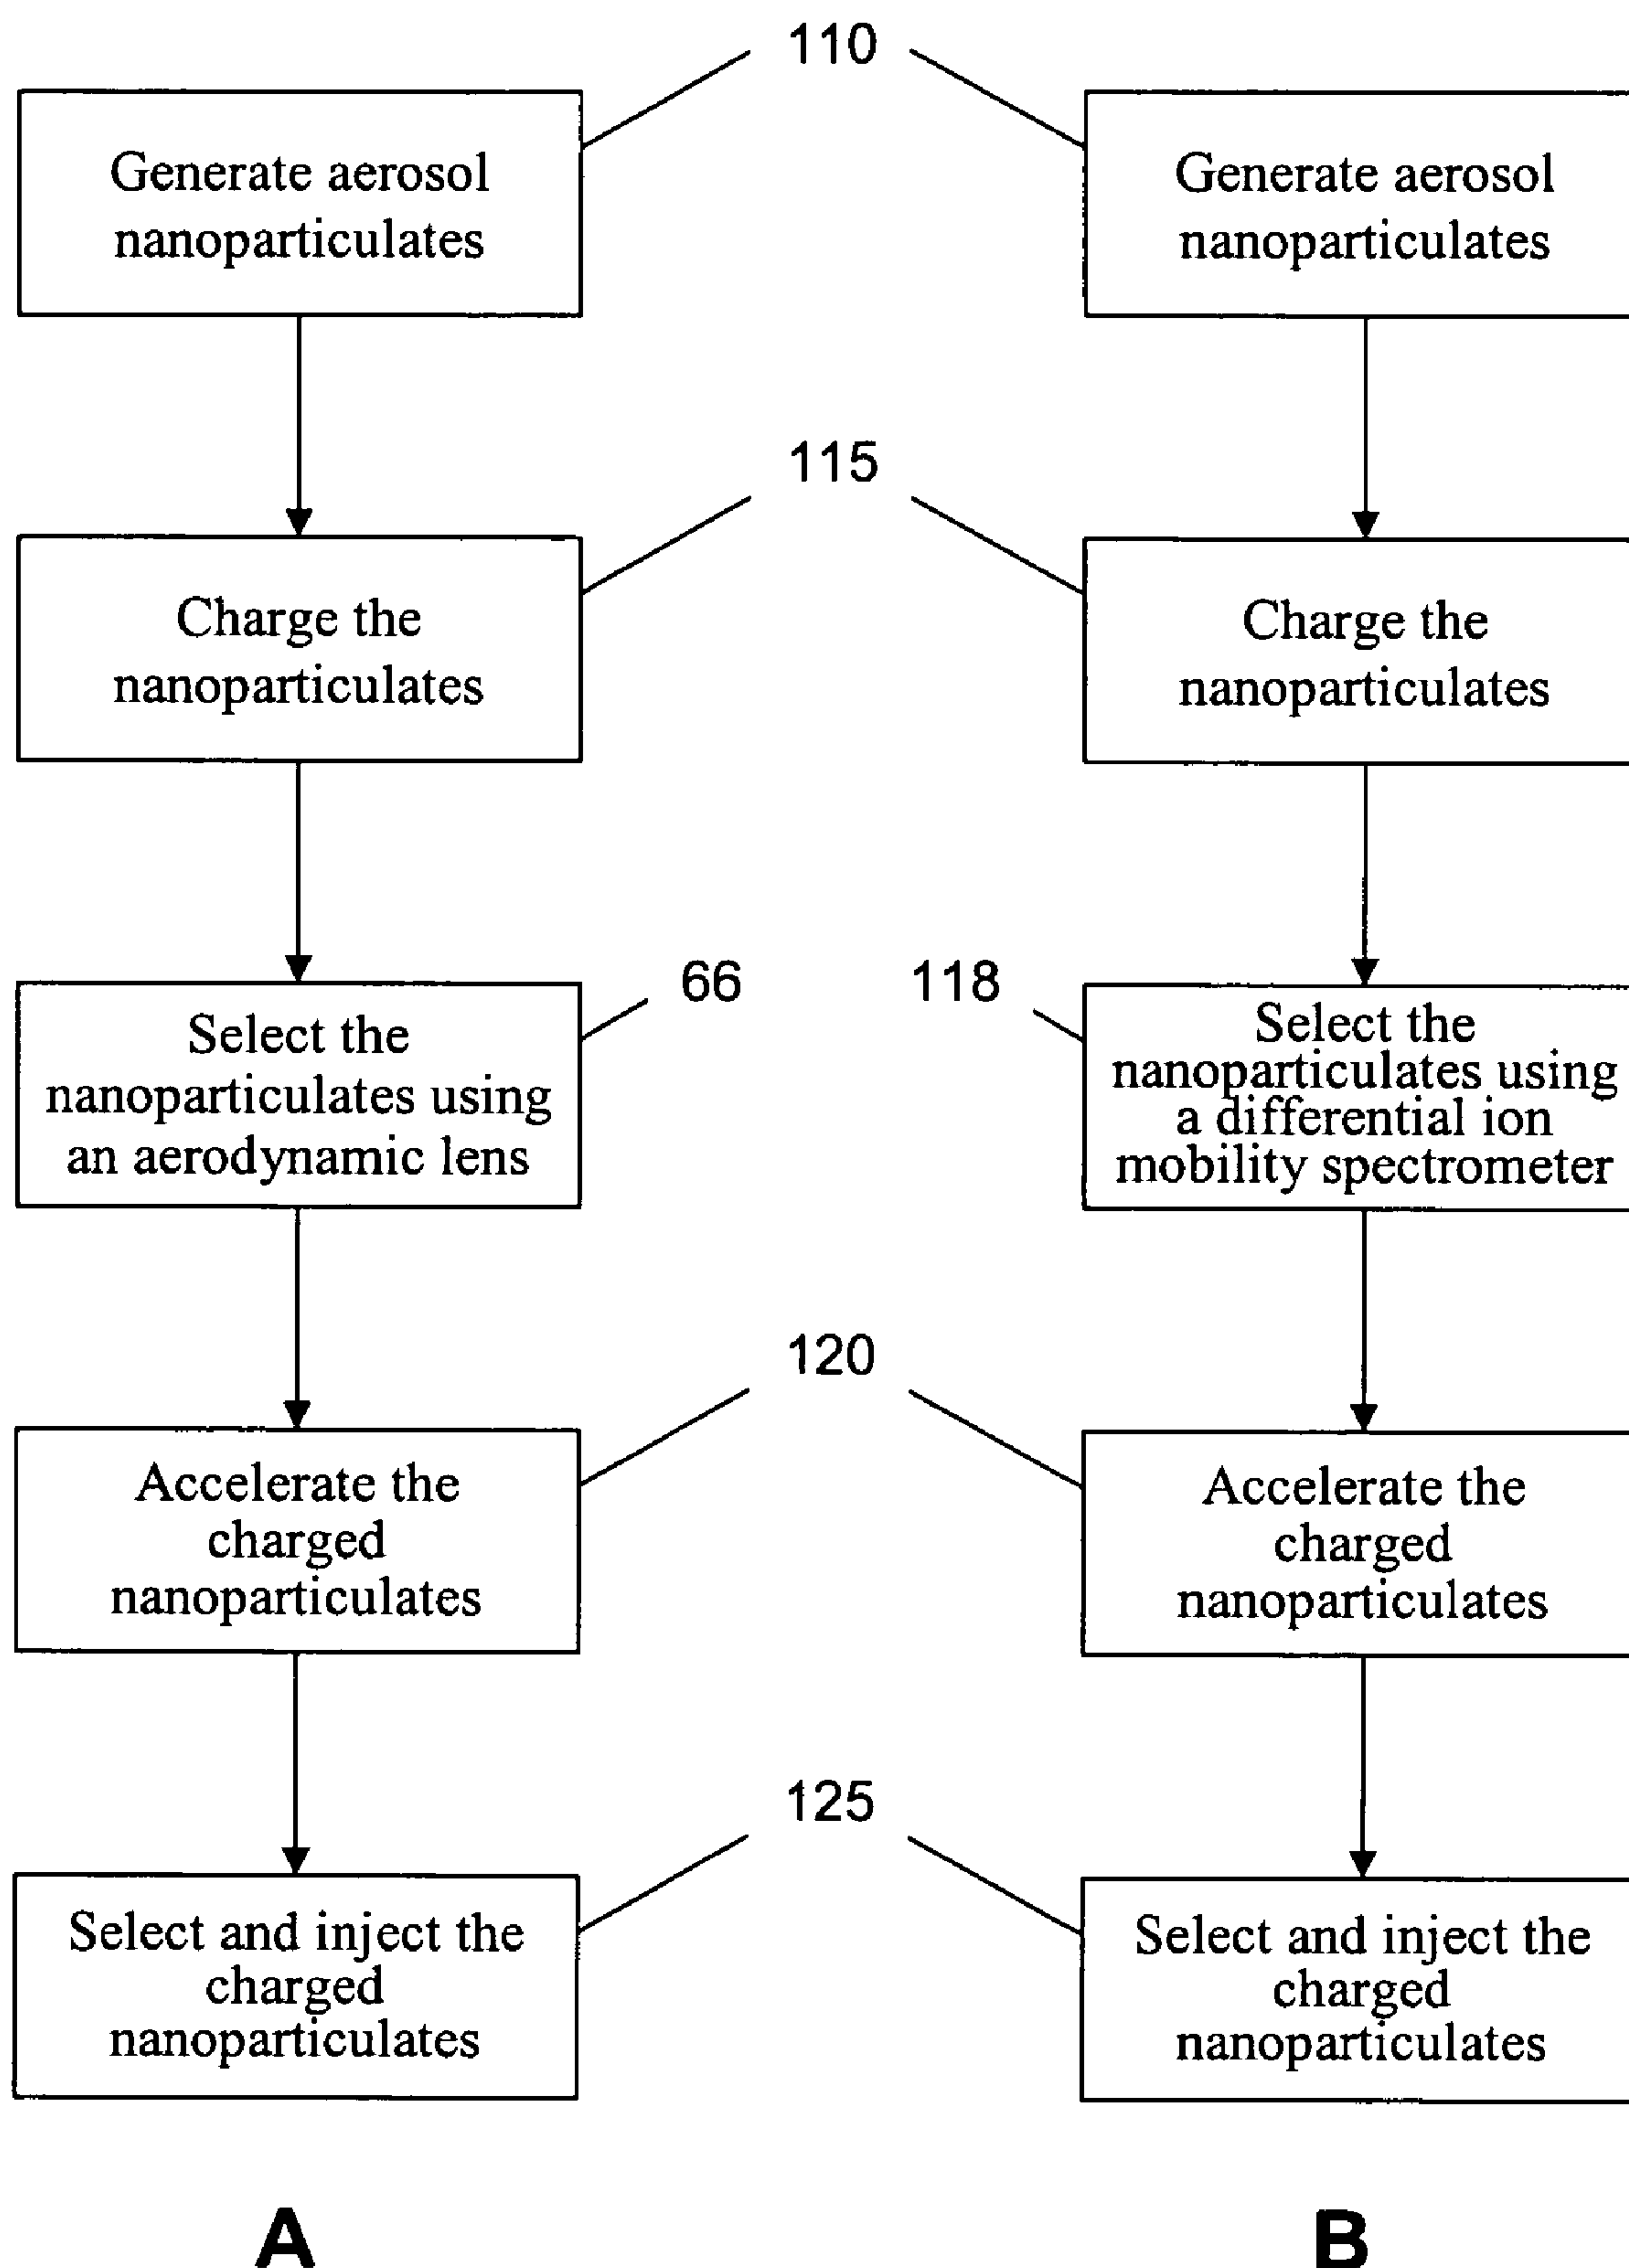 110
Generate aerosol
nanoparticulates
Generate aerosol
nanoparticulates
115
Charge the
nanoparticulates
Charge the
nanoparticulates
66
118
Select the
nanoparticulates using
an aerodynamic lens
Select the
nanoparticulates using
a differential ion
mobility spectrometer
120
Accelerate the
charged
nanoparticulates
Accelerate the
charged
nanoparticulates
125
Select and inject the
charged
nanoparticulates
Select and inject the
charged
nanoparticulates
A
B